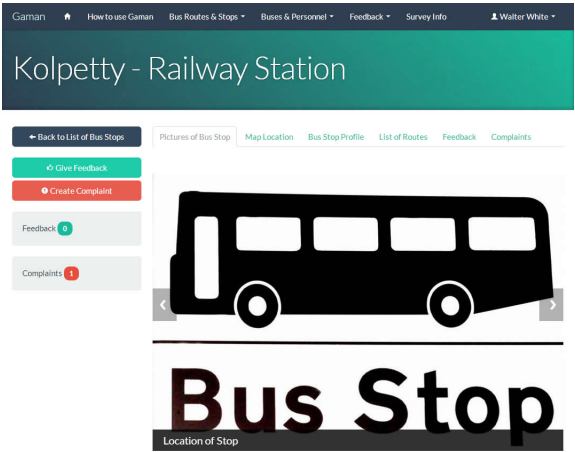 Gaman How to use Gaman Bus Routes & Stops Buses & Personnel Feedback Survey Info Walter White
Kolpetty - Railway Station
Back to List of Bus Stops
Pictures of Bus Stop Map Location Bus Stop Profile List of Routes Feedback Complaints
Give Feedback
Create Complaint
Feedback 0
Complaints 1
Bus Stop
Location of Stop